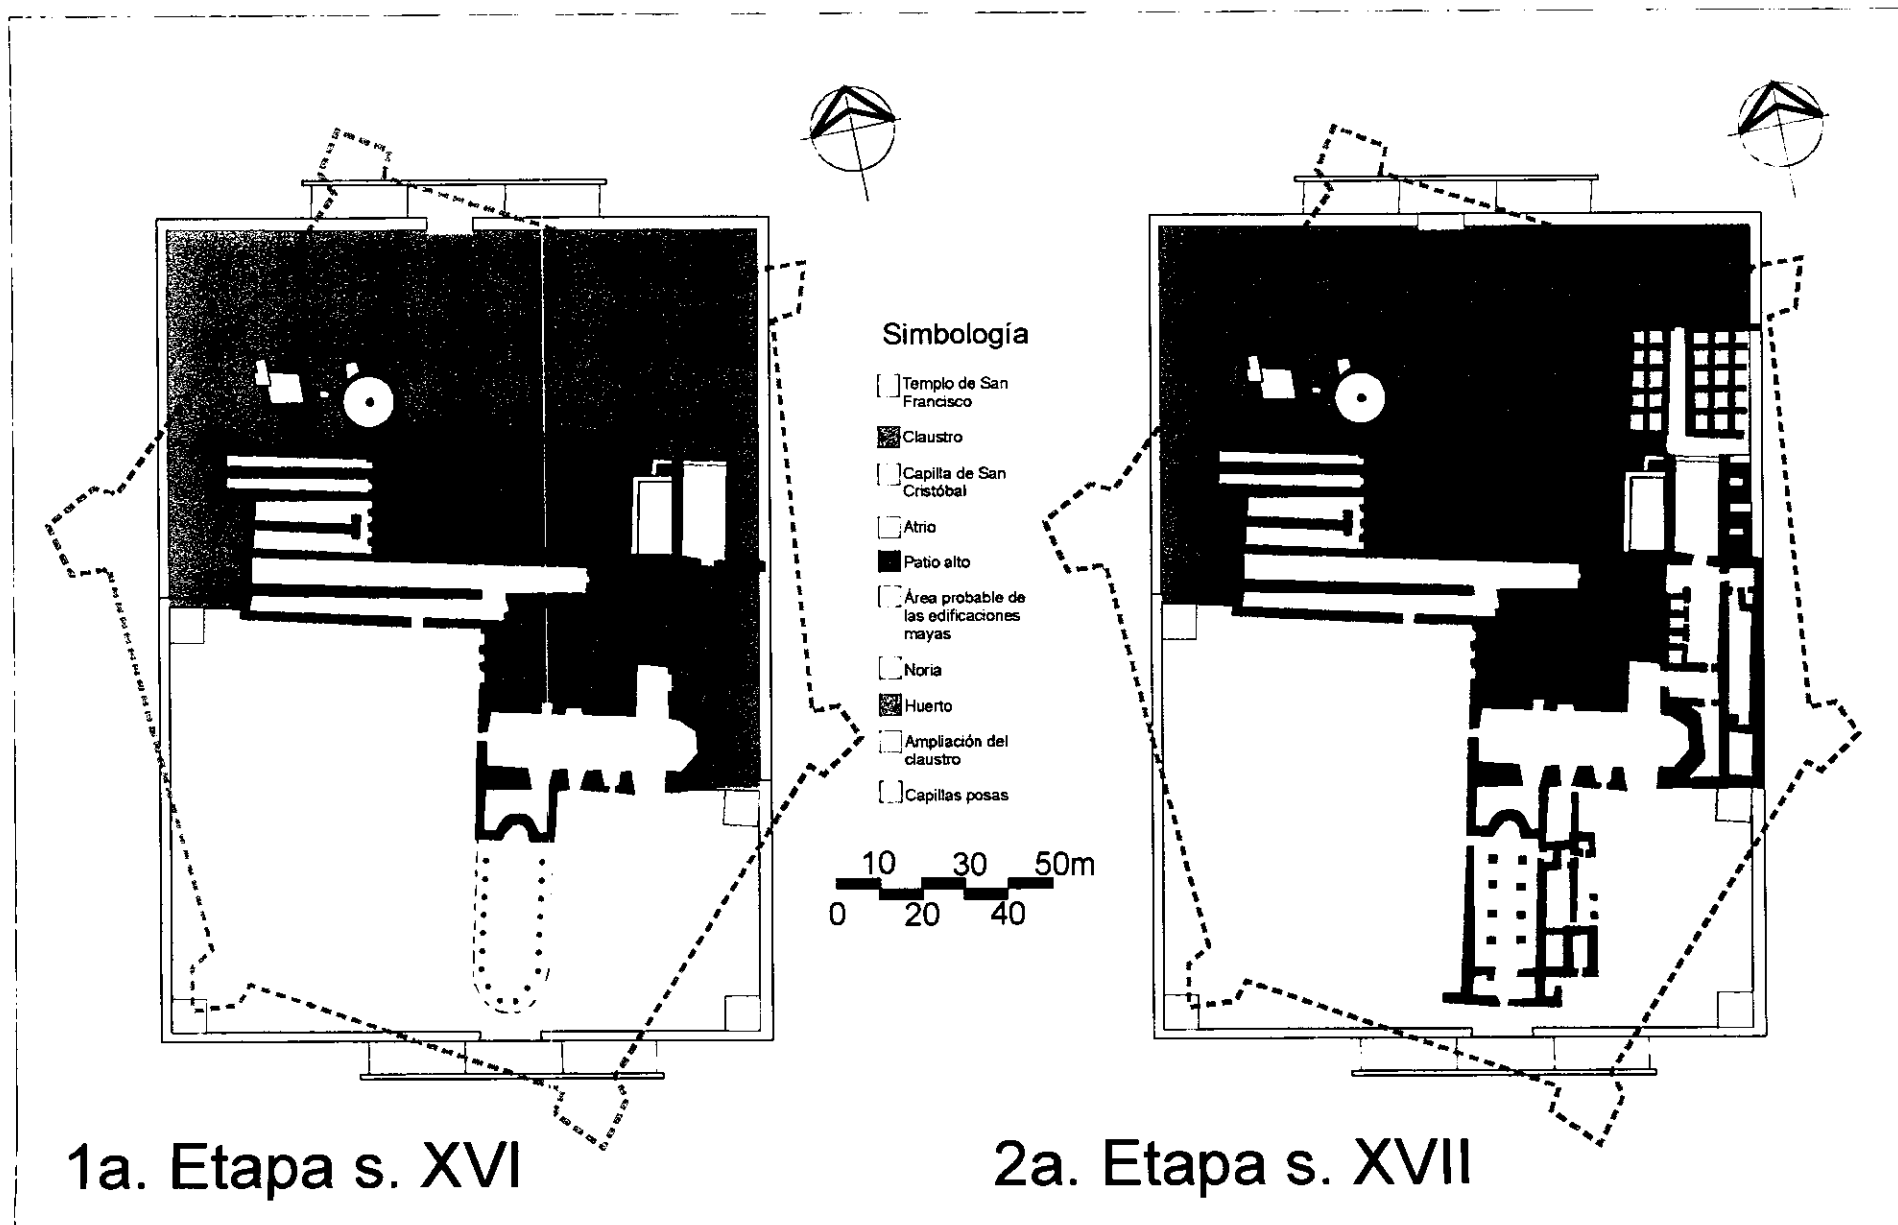 Simbología
Templo de San
Francisco
Claustro
Capilla de San
Cristóbal
Atrio
Patio alto
Área probable de
las edificaciones
mayas
Noria
Huerto
Ampliación del
claustro
Capillas posas
10 30 50m
0 20 40
1a. Etapa s. XVI
2a. Etapa s. XVII